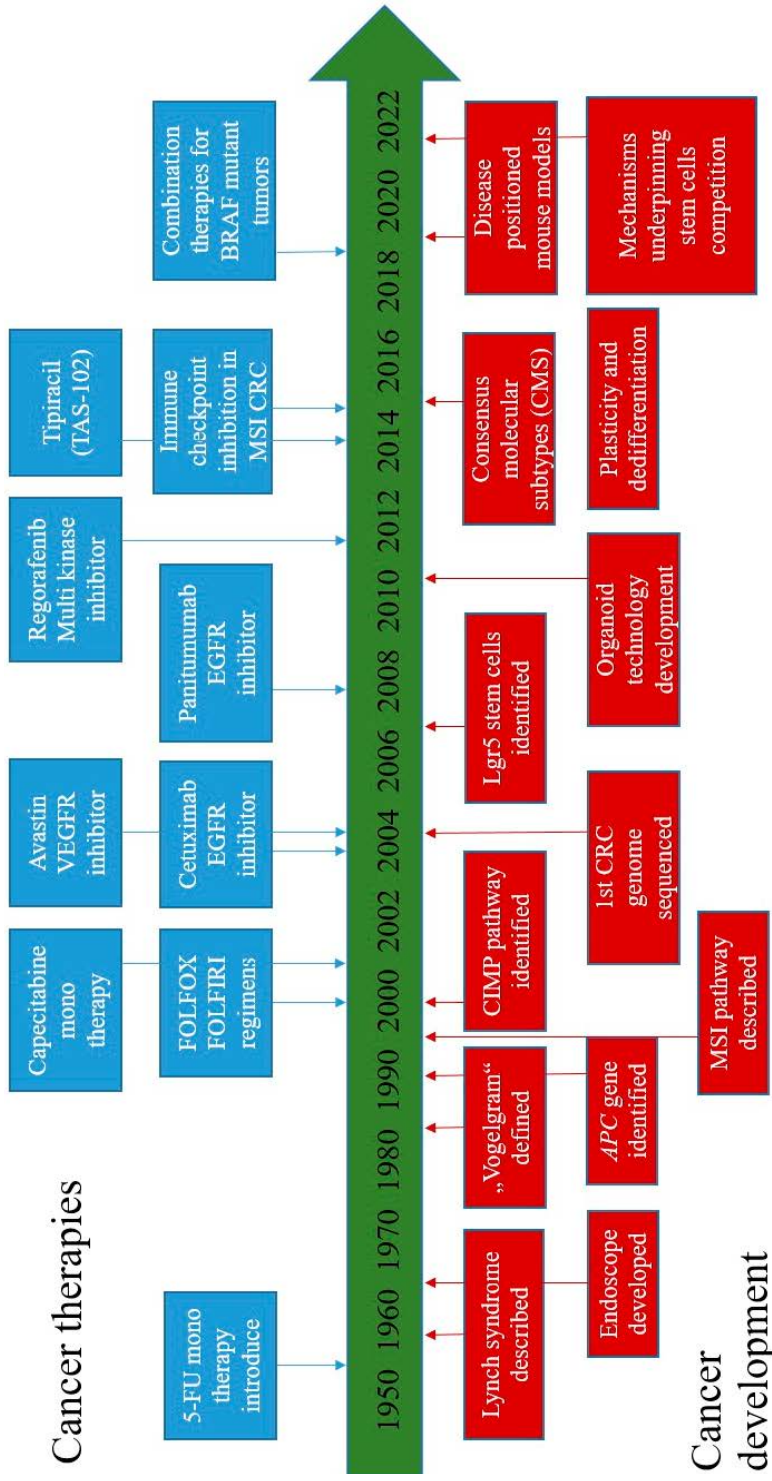 Cancer therapies
Capecitabine
mono
therapy
Avastin
VEGFR
inhibitor
Regorafenib
Multi kinase
inhibitor
Tipiracil
(TAS-102)
5-FU mono
therapy
introduce
FOLFOX
FOLFIRI
regimens
Cetuximab
EGFR
inhibitor
Panitumumab
EGFR
inhibitor
Immune
checkpoint
inhibition in
MSI CRC
Combination
therapies for
BRAF mutant
tumors
1950 1960 1970 1980 1990 2000 2002 2004 2006 2008 2010 2012 2014 2016 2018 2020 2022
Lynch syndrome
described
„Vogelgram“
defined
CIMP pathway
identified
Lgr5 stem cells
identified
Consensus
molecular
subtypes (CMS)
Disease
positioned
mouse models
Endoscope
developed
APC gene
identified
1st CRC
genome
sequenced
Organoid
technology
development
Plasticity and
dedifferentiation
Mechanisms
underpinning
stem cells
competition
MSI pathway
described
Cancer
development